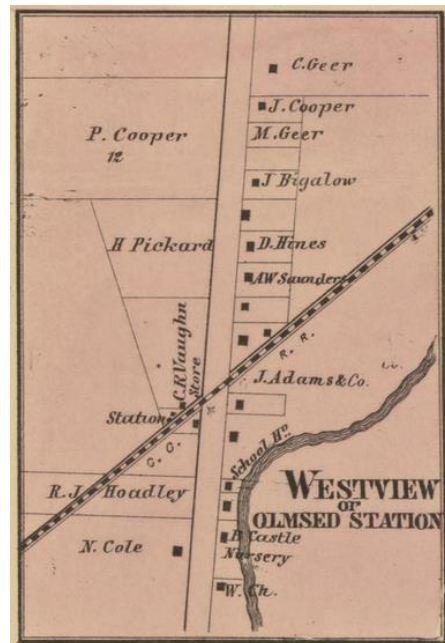 C. Geer
J. Cooper
P. Cooper
12
M. Geer
J Bigalow
H Pickard
D. Hines
A W Saunders
R. R.
C. K. Vaughn
Store
J. Adams & Co.
Station
C. C.
School Ho.
R. J. Hoadley
WESTVIEW
or
OLMSED STATION
N. Cole
B. Castle
Nursery
W. Ch.